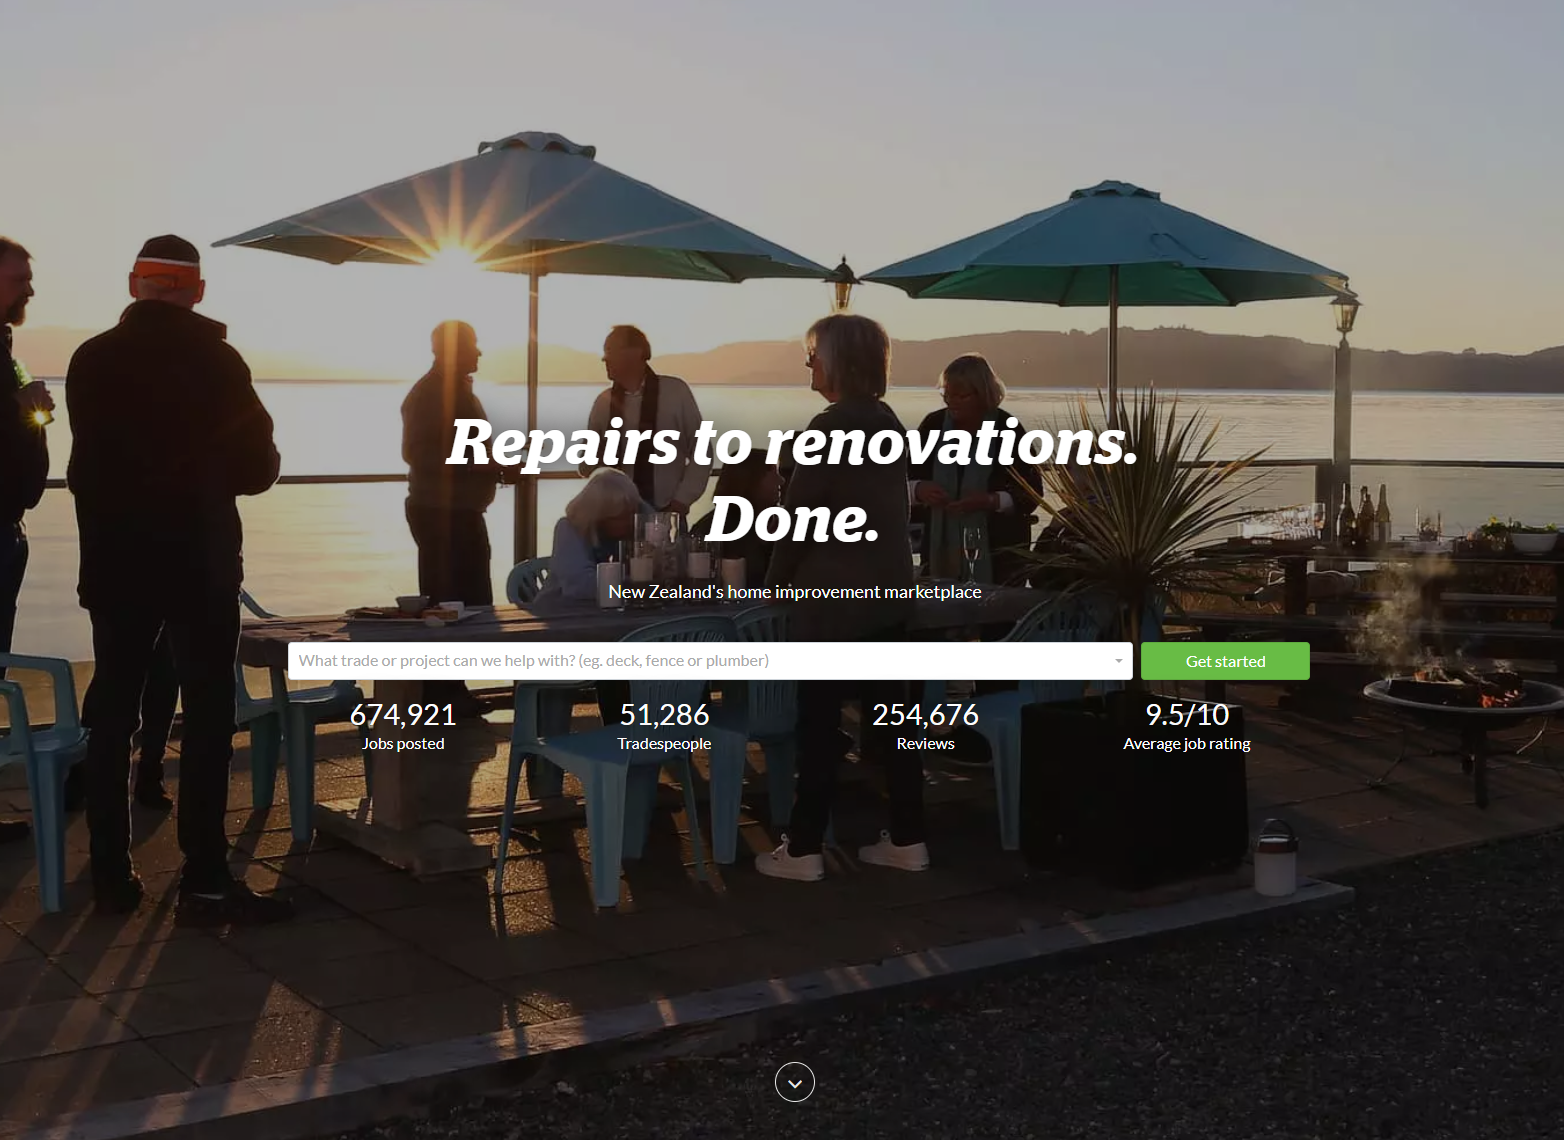 Repairs to renovations.
Done.
New Zealand's home improvement marketplace
What trade or project can we help with? (eg. deck, fence or plumber)
Get started
674,921
Jobs posted
51,286
Tradespeople
254,676
Reviews
9.5/10
Average job rating